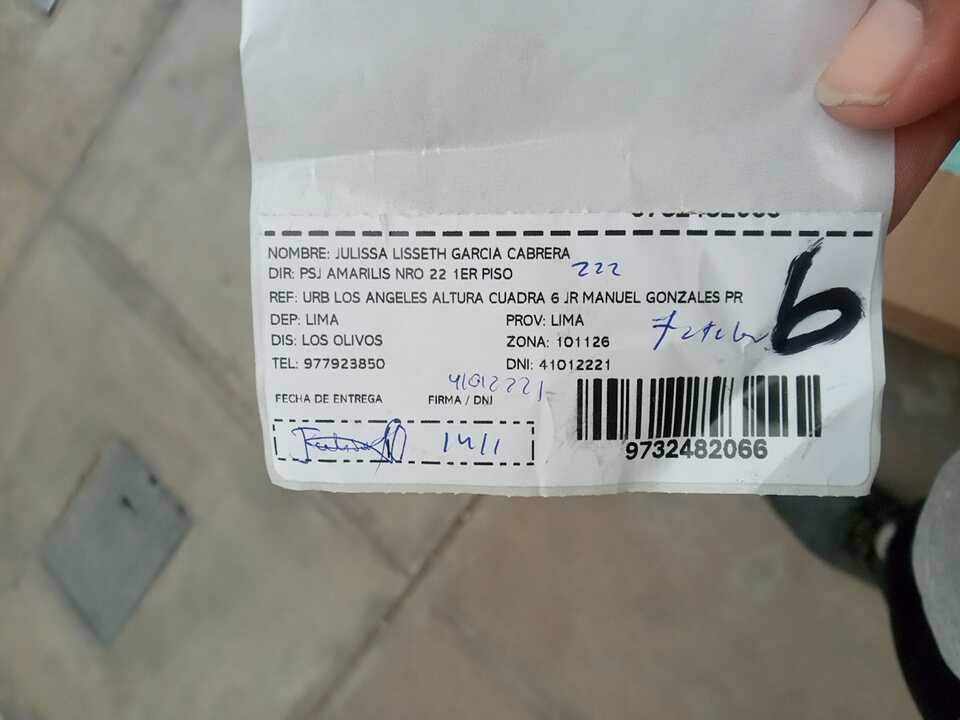 NOMBRE: JULISSA LISSETH GARCIA CABRERA
DIR: PSJ AMARILIS NRO 22 1ER PISO 222
REF: URB LOS ANGELES ALTURA CUADRA 6 JR MANUEL GONZALES PR
6
DEP: LIMA PROV: LIMA
DIS: LOS OLIVOS ZONA: 101126
TEL: 977923850 DNI: 41012221
41012221
FECHA DE ENTREGA FIRMA / DNI
14/1
9732482066